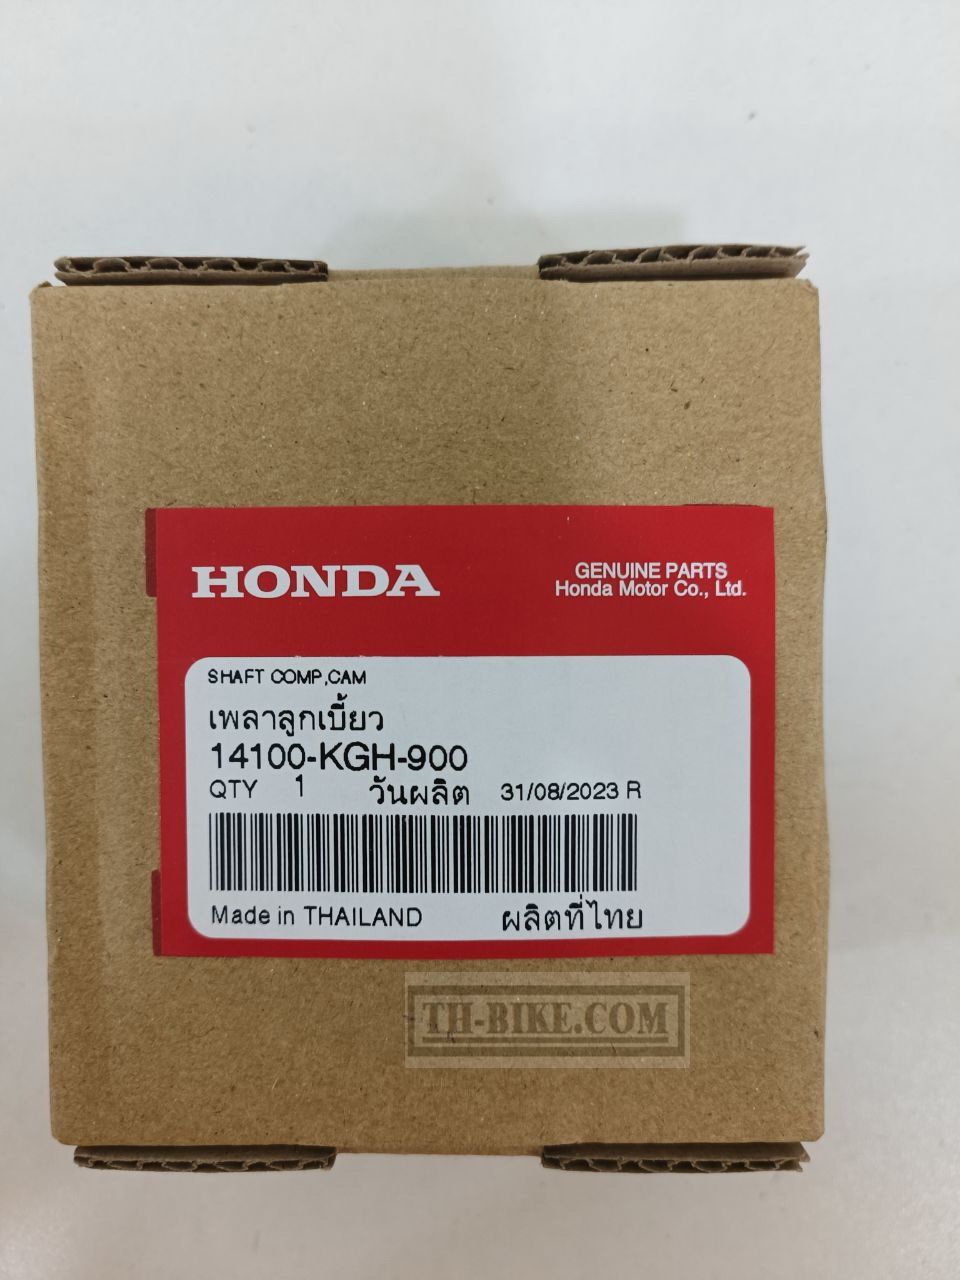 HONDA
GENUINE PARTS
Honda Motor Co., Ltd.
SHAFT COMP,CAM
เพลาลูกเบี้ยว
14100-KGH-900
QTY 1 วันผลิต 31/08/2023 R
Made in THAILAND ผลิตที่ไทย
TH-BIKE.COM